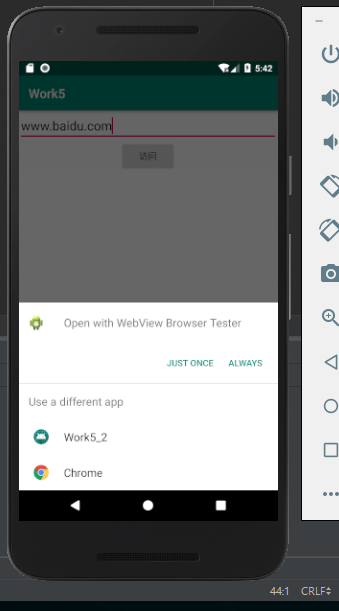 5:42
Work5
www.baidu.com
访问
Open with WebView Browser Tester
JUST ONCE ALWAYS
Use a different app
Work5_2
Chrome
44:1 CRLF